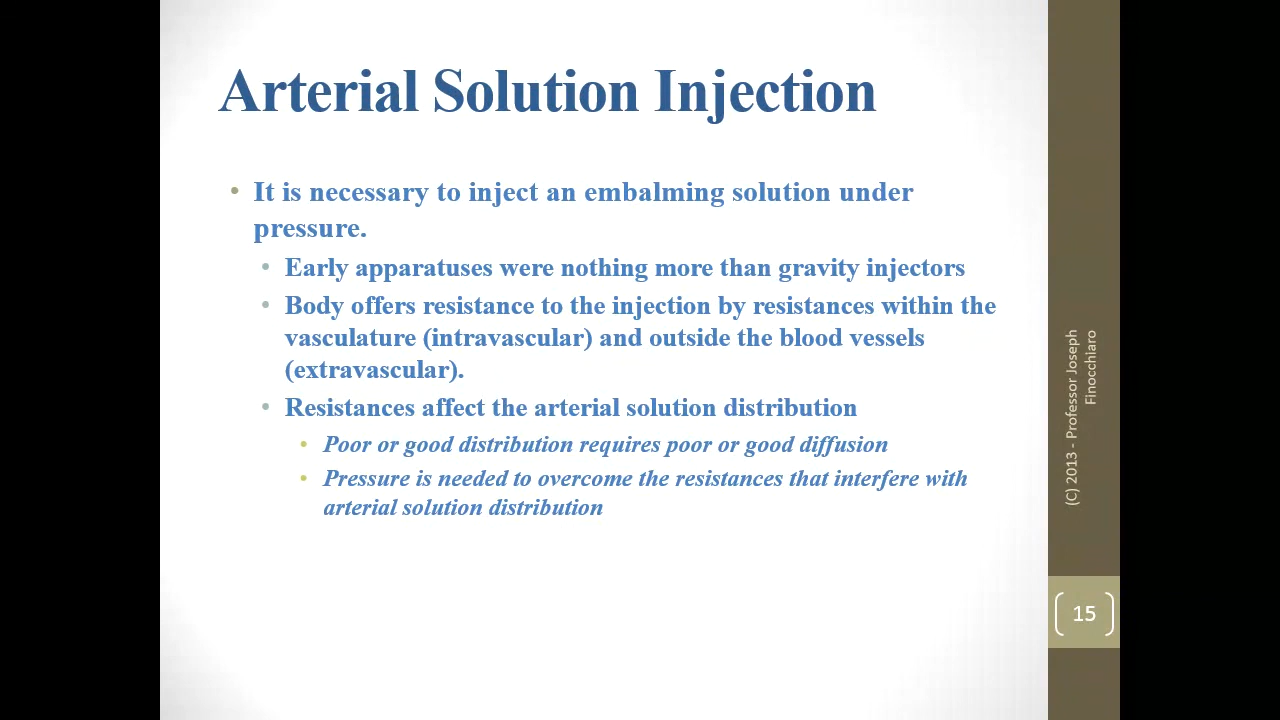 Arterial Solution Injection
• It is necessary to inject an embalming solution under
pressure.
• Early apparatuses were nothing more than gravity injectors
• Body offers resistance to the injection by resistances within the
vasculature (intravascular) and outside the blood vessels
(extravascular).
• Resistances affect the arterial solution distribution
• Poor or good distribution requires poor or good diffusion
• Pressure is needed to overcome the resistances that interfere with
arterial solution distribution
(C) 2013 - Professor Joseph
Finocchiaro
15